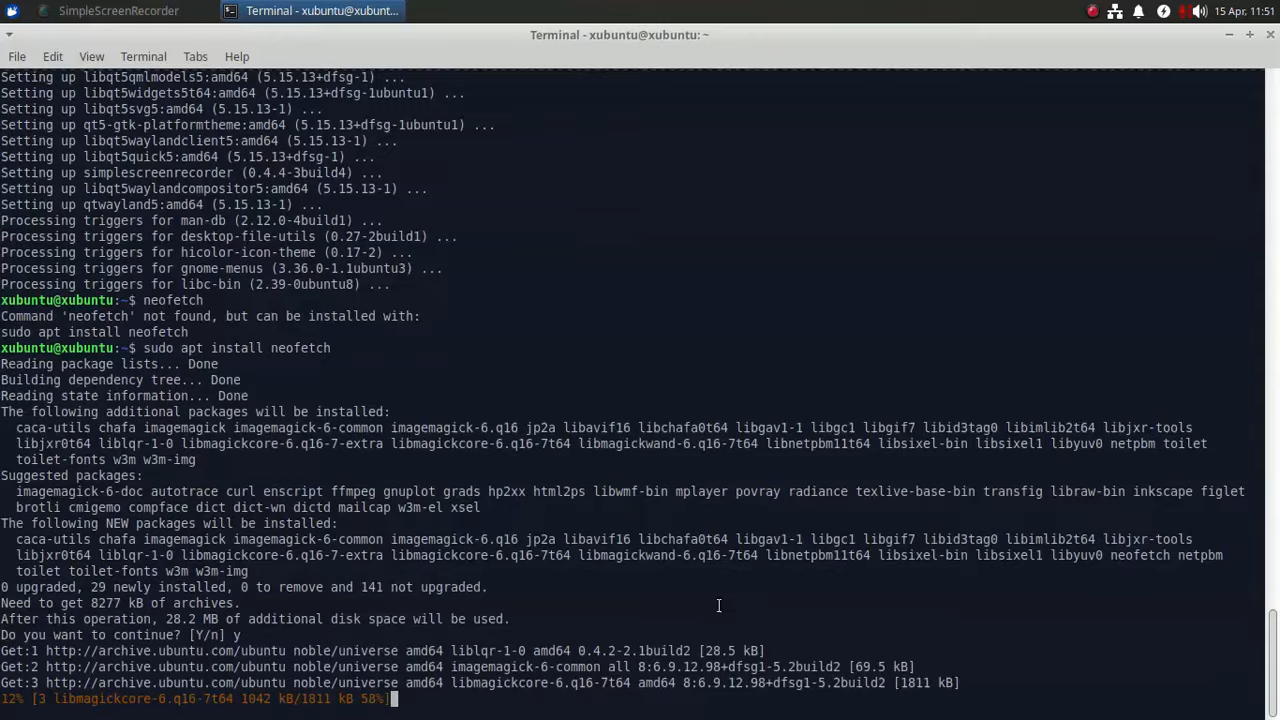 SimpleScreenRecorder
Terminal - xubuntu@xubunt...
15 Apr, 11:51
Terminal - xubuntu@xubuntu: ~
File Edit View Terminal Tabs Help
Setting up libqt5qmlmodels5:amd64 (5.15.13+dfsg-1) ...
Setting up libqt5widgets5t64:amd64 (5.15.13+dfsg-1ubuntu1) ...
Setting up libqt5svg5:amd64 (5.15.13-1) ...
Setting up qt5-gtk-platformtheme:amd64 (5.15.13+dfsg-1ubuntu1) ...
Setting up libqt5waylandclient5:amd64 (5.15.13-1) ...
Setting up libqt5quick5:amd64 (5.15.13+dfsg-1) ...
Setting up simplescreenrecorder (0.4.4-3build4) ...
Setting up libqt5waylandcompositor5:amd64 (5.15.13-1) ...
Setting up qtwayland5:amd64 (5.15.13-1) ...
Processing triggers for man-db (2.12.0-4build1) ...
Processing triggers for desktop-file-utils (0.27-2build1) ...
Processing triggers for hicolor-icon-theme (0.17-2) ...
Processing triggers for gnome-menus (3.36.0-1.1ubuntu3) ...
Processing triggers for libc-bin (2.39-0ubuntu8) ...
xubuntu@xubuntu:~$ neofetch
Command 'neofetch' not found, but can be installed with:
sudo apt install neofetch
xubuntu@xubuntu:~$ sudo apt install neofetch
Reading package lists... Done
Building dependency tree... Done
Reading state information... Done
The following additional packages will be installed:
caca-utils chafa imagemagick imagemagick-6-common imagemagick-6.q16 jp2a libavif16 libchafa0t64 libgav1-1 libgc1 libgif7 libid3tag0 libimlib2t64 libjxr-tools
libjxr0t64 liblqr-1-0 libmagickcore-6.q16-7-extra libmagickcore-6.q16-7t64 libmagickwand-6.q16-7t64 libnetpbm11t64 libsixel-bin libsixel1 libyuv0 netpbm toilet
toilet-fonts w3m w3m-img
Suggested packages:
imagemagick-6-doc autotrace curl enscript ffmpeg gnuplot grads hp2xx html2ps libwmf-bin mplayer povray radiance texlive-base-bin transfig libraw-bin inkscape figlet
brotli cmigemo compface dict dict-wn dictd mailcap w3m-el xsel
The following NEW packages will be installed:
caca-utils chafa imagemagick imagemagick-6-common imagemagick-6.q16 jp2a libavif16 libchafa0t64 libgav1-1 libgc1 libgif7 libid3tag0 libimlib2t64 libjxr-tools
libjxr0t64 liblqr-1-0 libmagickcore-6.q16-7-extra libmagickcore-6.q16-7t64 libmagickwand-6.q16-7t64 libnetpbm11t64 libsixel-bin libsixel1 libyuv0 neofetch netpbm
toilet toilet-fonts w3m w3m-img
0 upgraded, 29 newly installed, 0 to remove and 141 not upgraded.
Need to get 8277 kB of archives.
After this operation, 28.2 MB of additional disk space will be used.
Do you want to continue? [Y/n] y
Get:1 http://archive.ubuntu.com/ubuntu noble/universe amd64 liblqr-1-0 amd64 0.4.2-2.1build2 [28.5 kB]
Get:2 http://archive.ubuntu.com/ubuntu noble/universe amd64 imagemagick-6-common all 8:6.9.12.98+dfsg1-5.2build2 [69.5 kB]
Get:3 http://archive.ubuntu.com/ubuntu noble/universe amd64 libmagickcore-6.q16-7t64 amd64 8:6.9.12.98+dfsg1-5.2build2 [1811 kB]
12% [3 libmagickcore-6.q16-7t64 1042 kB/1811 kB 58%]